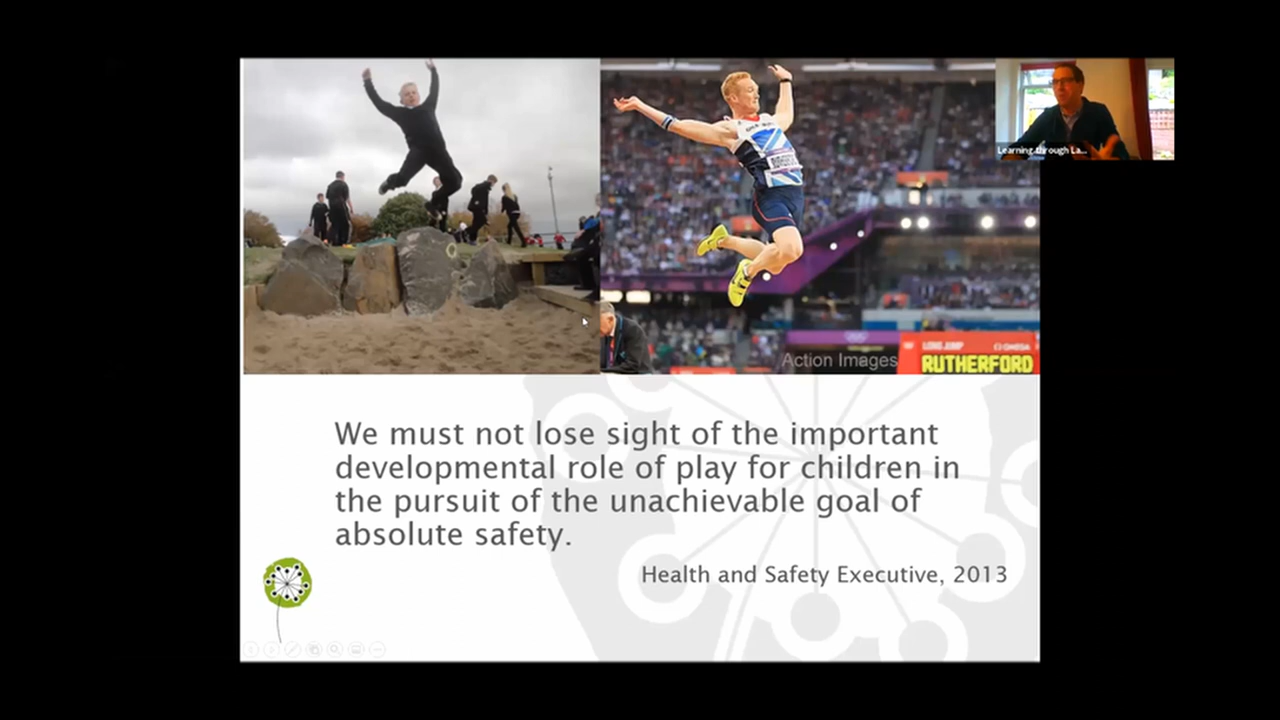 Learning through La...
LONG JUMP
OMEGA
RUTHERFORD
Action Images
We must not lose sight of the important
developmental role of play for children in
the pursuit of the unachievable goal of
absolute safety.
Health and Safety Executive, 2013